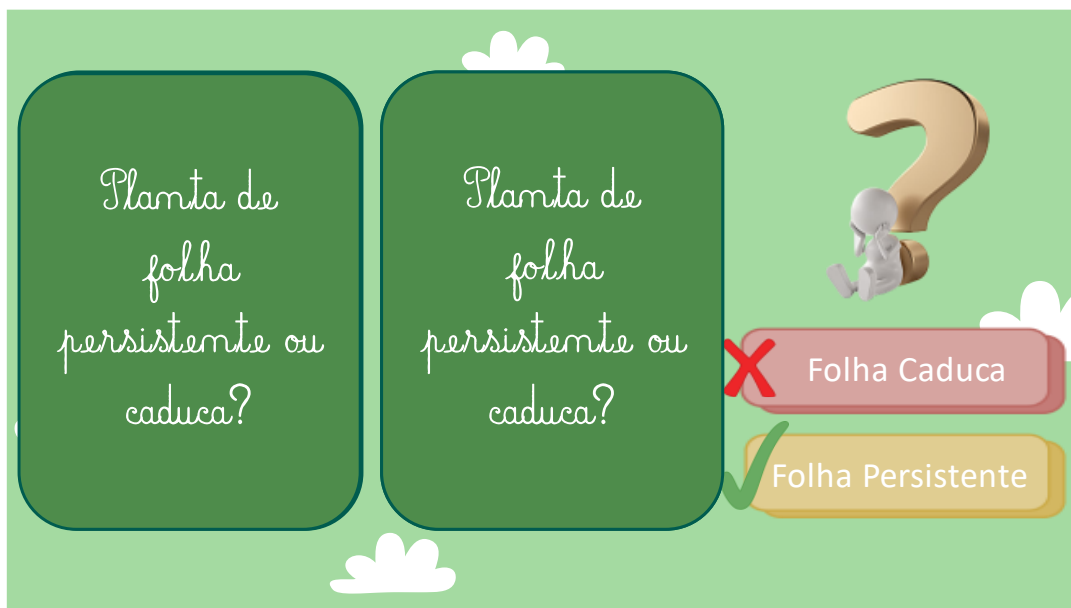 Planta de
folha
persistente ou
caduca?
Planta de
folha
persistente ou
caduca?
Folha Caduca
Folha Persistente